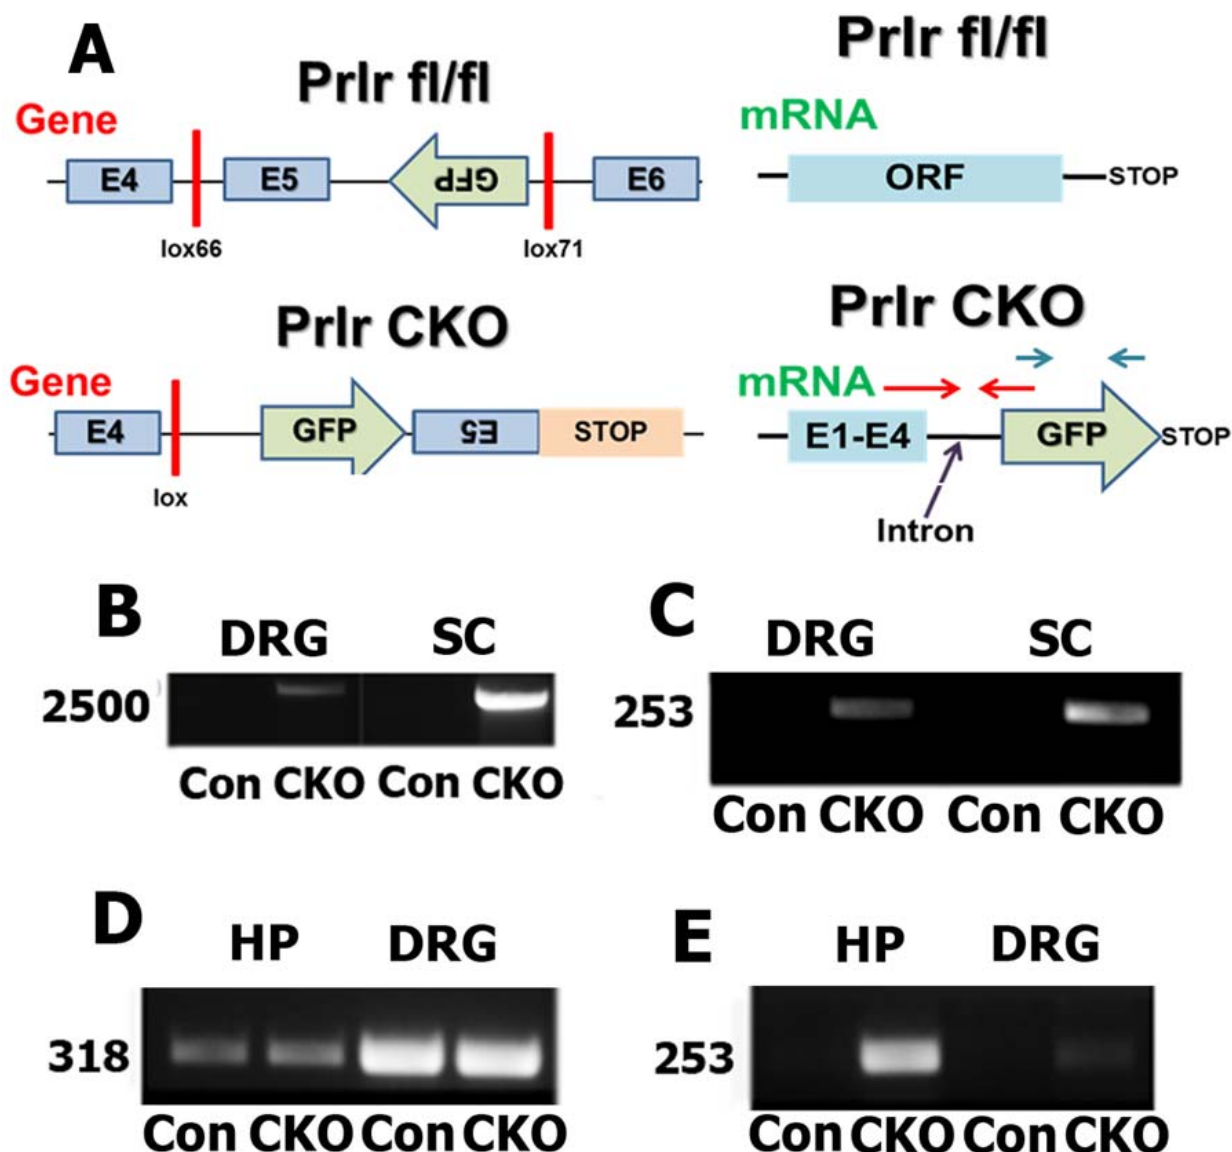 A
Prlr fl/fl
Gene
E4
E5
GFP
E6
lox66
lox71
Prlr fl/fl
mRNA
ORF
STOP
Prlr CKO
Gene
E4
GFP
E5
STOP
lox
Prlr CKO
mRNA
E1-E4
GFP
STOP
Intron
B
DRG SC
2500
Con CKO Con CKO
C
DRG SC
253
Con CKO Con CKO
D
HP DRG
318
Con CKO Con CKO
E
HP DRG
253
Con CKO Con CKO